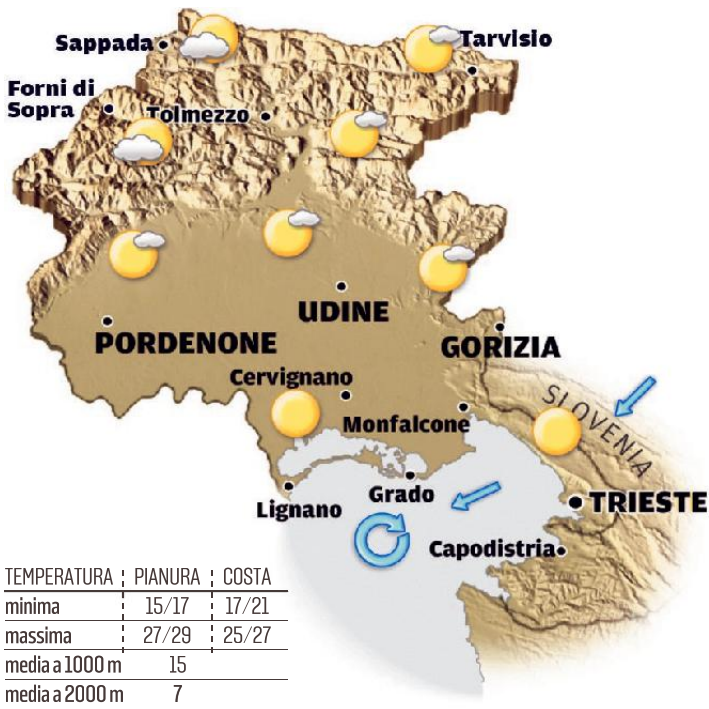 Sappada
Tarvisio
Forni di
Sopra
Tolmezzo
UDINE
PORDENONE
GORIZIA
Cervignano
Monfalcone
SLOVENIA
Lignano
Grado
TRIESTE
Capodistria
TEMPERATURA PIANURA COSTA
minima 15/17 17/21
massima 27/29 25/27
media a 1000 m 15
media a 2000 m 7